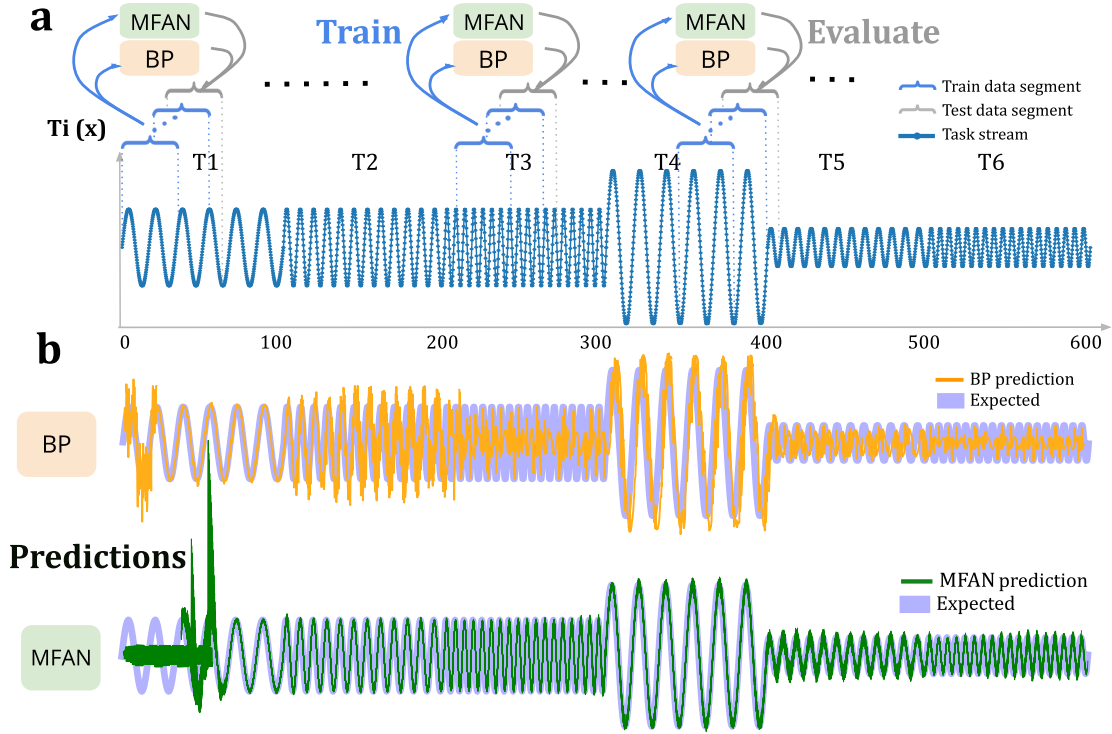 a
MFAN
BP
Train
MFAN
BP
MFAN
BP
Evaluate
Train data segment
Test data segment
Task stream
Ti (x)
T1
T2
T3
T4
T5
T6
0
100
200
300
400
500
600
b
BP prediction
Expected
BP
Predictions
MFAN prediction
Expected
MFAN